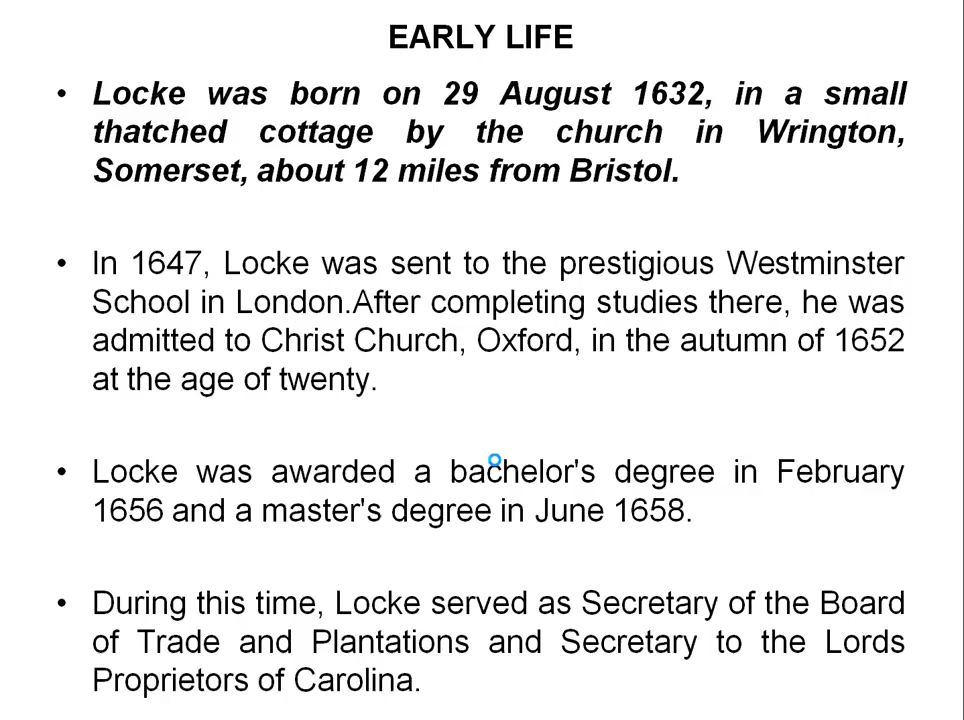 EARLY LIFE
• Locke was born on 29 August 1632, in a small
thatched cottage by the church in Wrington,
Somerset, about 12 miles from Bristol.
• In 1647, Locke was sent to the prestigious Westminster
School in London.After completing studies there, he was
admitted to Christ Church, Oxford, in the autumn of 1652
at the age of twenty.
• Locke was awarded a bachelor's degree in February
1656 and a master's degree in June 1658.
• During this time, Locke served as Secretary of the Board
of Trade and Plantations and Secretary to the Lords
Proprietors of Carolina.